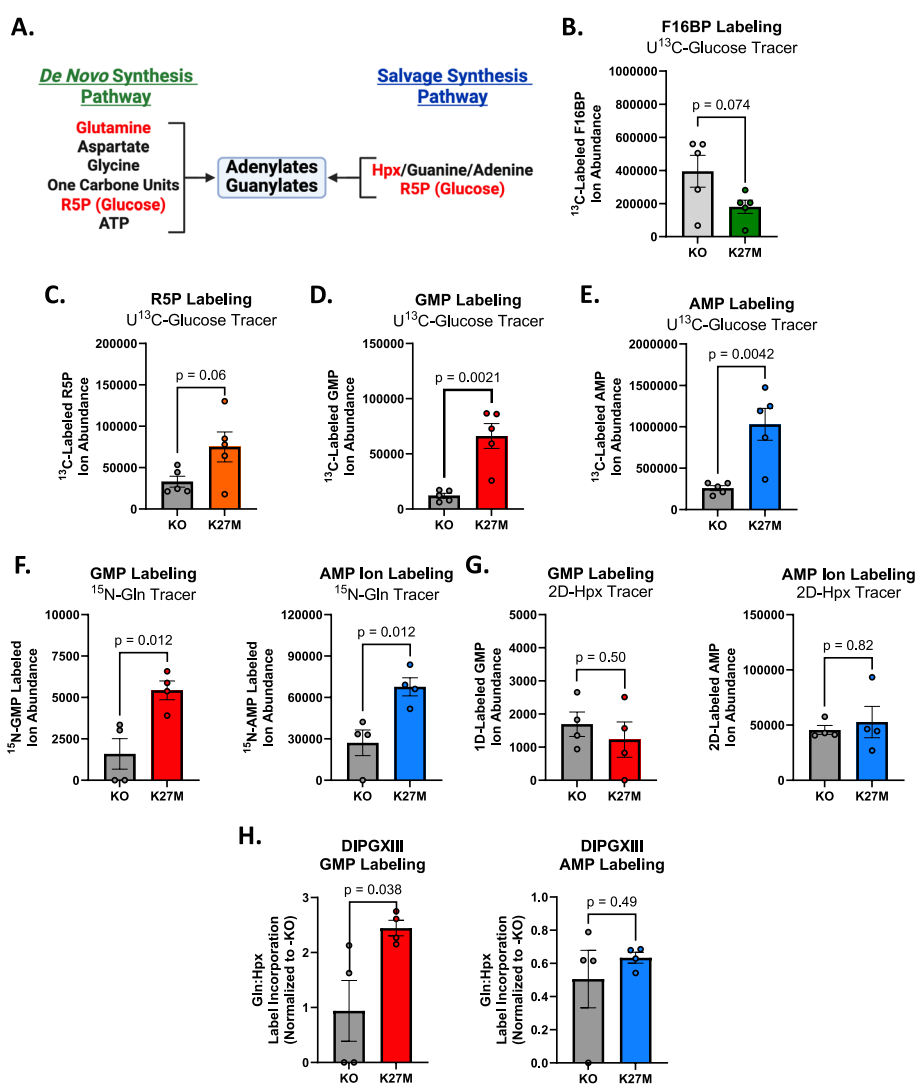 A.
De Novo Synthesis
Pathway
Glutamine
Aspartate
Glycine
One Carbone Units
R5P (Glucose)
ATP
Adenylates
Guanylates
Salvage Synthesis
Pathway
Hpx/Guanine/Adenine
R5P (Glucose)
B.
F16BP Labeling
U¹³C-Glucose Tracer
¹³C-Labeled F16BP
Ion Abundance
1000000
800000
600000
400000
200000
0
p = 0.074
KO
K27M
C.
R5P Labeling
U¹³C-Glucose Tracer
¹³C-Labeled R5P
Ion Abundance
200000
150000
100000
50000
0
p = 0.06
KO
K27M
D.
GMP Labeling
U¹³C-Glucose Tracer
¹³C-Labeled GMP
Ion Abundance
150000
100000
50000
0
p = 0.0021
KO
K27M
E.
AMP Labeling
U¹³C-Glucose Tracer
¹³C-Labeled AMP
Ion Abundance
2000000
1500000
1000000
500000
0
p = 0.0042
KO
K27M
F.
GMP Labeling
¹⁵N-Gln Tracer
¹⁵N-GMP Labeled
Ion Abundance
10000
7500
5000
2500
0
p = 0.012
KO
K27M
AMP Ion Labeling
¹⁵N-Gln Tracer
¹⁵N-AMP Labeled
Ion Abundance
120000
90000
60000
30000
0
p = 0.012
KO
K27M
G.
GMP Labeling
2D-Hpx Tracer
1D-Labeled GMP
Ion Abundance
5000
4000
3000
2000
1000
0
p = 0.50
KO
K27M
AMP Ion Labeling
2D-Hpx Tracer
2D-Labeled AMP
Ion Abundance
150000
100000
50000
0
p = 0.82
KO
K27M
H.
DIPGXIII
GMP Labeling
Gln:Hpx
Label Incorporation
(Normalized to -KO)
3
2
1
0
p = 0.038
KO
K27M
DIPGXIII
AMP Labeling
Gln:Hpx
Label Incorporation
(Normalized to -KO)
1.0
0.8
0.6
0.4
0.2
0.0
p = 0.49
KO
K27M